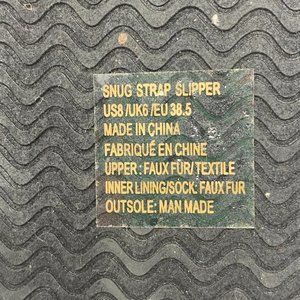 SNUG STRAP SLIPPER
US8 /UK6 /EU 38.5
MADE IN CHINA
FABRIQUÉ EN CHINE
UPPER : FAUX FUR/ TEXTILE
INNER LINING/SOCK: FAUX FUR
OUTSOLE: MAN MADE